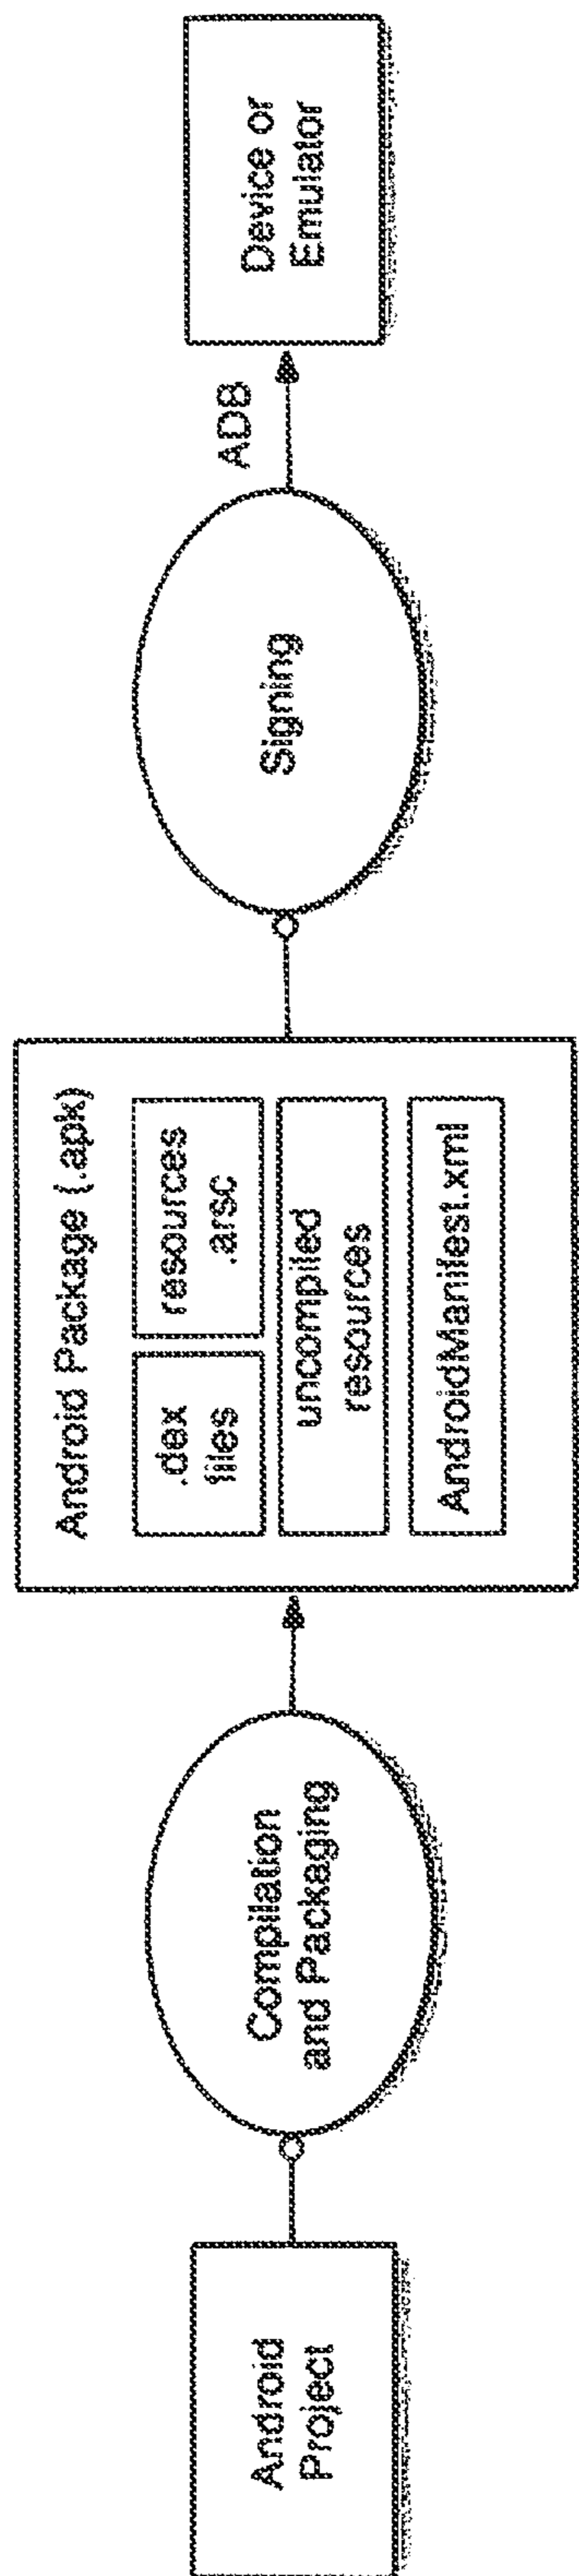 Android
Project
Compilation
and Packaging
Android Package (.apk)
.dex
files
resources
.arsc
uncompiled
resources
AndroidManifest.xml
Signing
ADB
Device or
Emulator